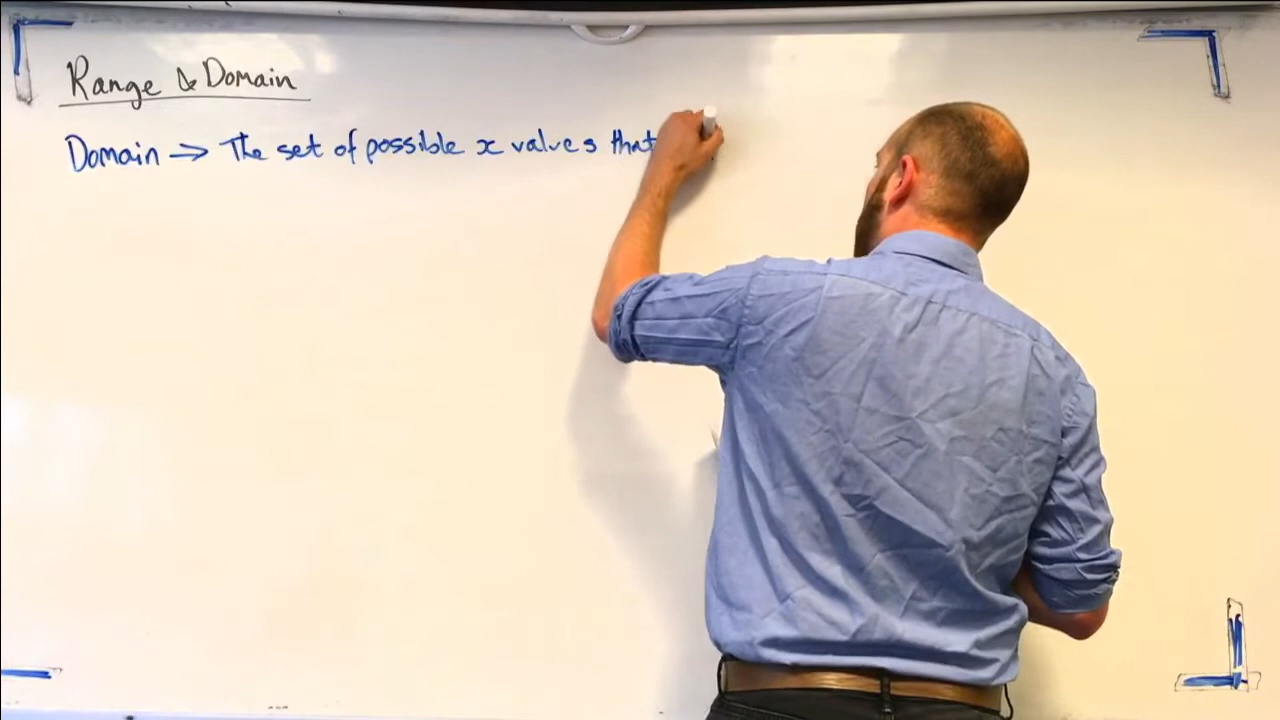 Range & Domain
Domain → The set of possible x values that